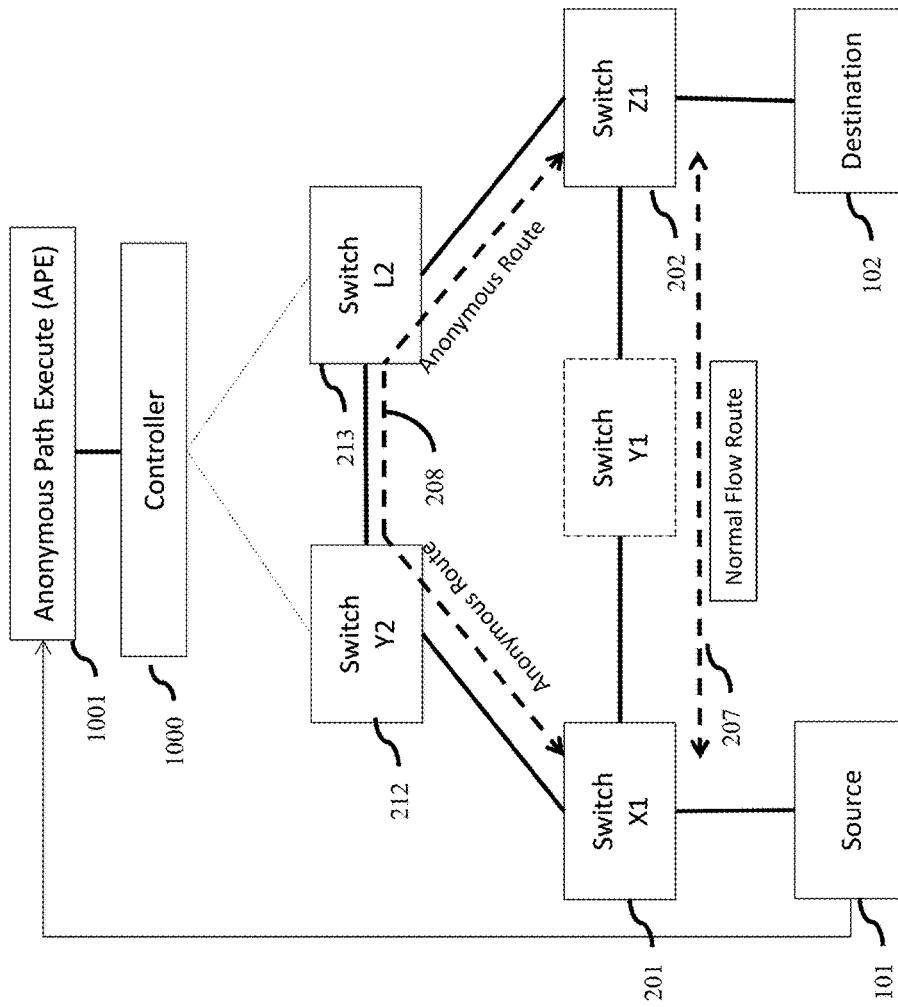 Anonymous Path Execute (APE)
1001
Controller
1000
Switch
Y2
212
Switch
L2
213
208
Anonymous Route
Anonymous Route
Switch
X1
201
Switch
Y1
Switch
Z1
202
207
Normal Flow Route
Source
101
Destination
102